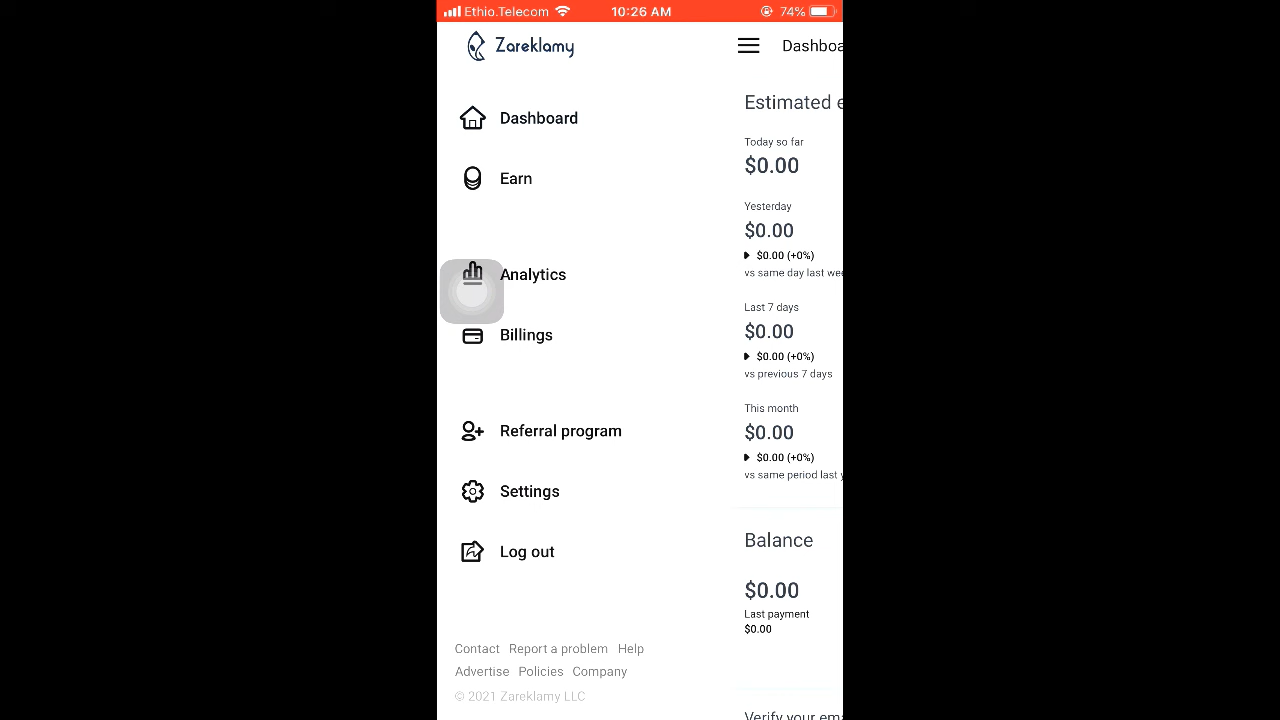 Ethio.Telecom 10:26 AM 74%
Zareklamy
Dashboard
Earn
Analytics
Billings
Referral program
Settings
Log out
Contact Report a problem Help
Advertise Policies Company
© 2021 Zareklamy LLC
Dashboa
Estimated e
Today so far
$0.00
Yesterday
$0.00
$0.00 (+0%)
vs same day last wee
Last 7 days
$0.00
$0.00 (+0%)
vs previous 7 days
This month
$0.00
$0.00 (+0%)
vs same period last y
Balance
$0.00
Last payment
$0.00
Verify your ema